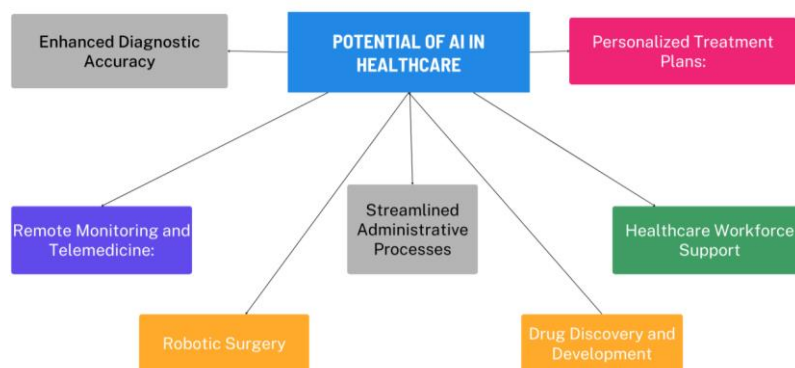 Enhanced Diagnostic
Accuracy
POTENTIAL OF AI IN
HEALTHCARE
Personalized Treatment
Plans:
Remote Monitoring and
Telemedicine:
Streamlined
Administrative
Processes
Healthcare Workforce
Support
Robotic Surgery
Drug Discovery and
Development